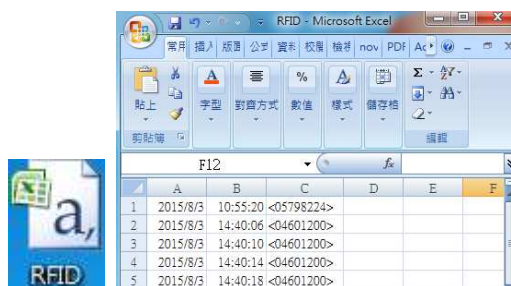 RFID - Microsoft Excel
常用 插入 版面 公式 資料 校閱 檢視 nov PDF Ac
貼上 字型 對齊方式 數值 樣式 儲存格 Σ
剪貼簿 編輯
F12 fx
A B C D E F
1 2015/8/3 10:55:20 <05798224>
2 2015/8/3 14:40:06 <04601200>
3 2015/8/3 14:40:10 <04601200>
4 2015/8/3 14:40:14 <04601200>
5 2015/8/3 14:40:18 <04601200>
a,
RFID